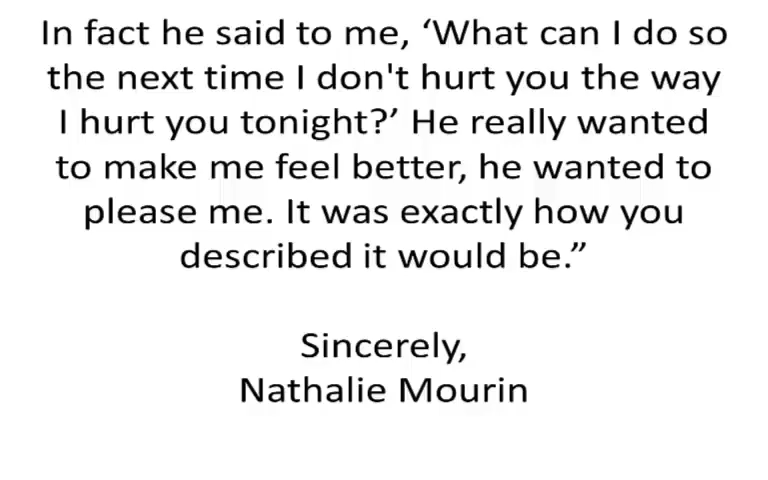 In fact he said to me, ‘What can I do so
the next time I don't hurt you the way
I hurt you tonight?’ He really wanted
to make me feel better, he wanted to
please me. It was exactly how you
described it would be.”
Sincerely,
Nathalie Mourin